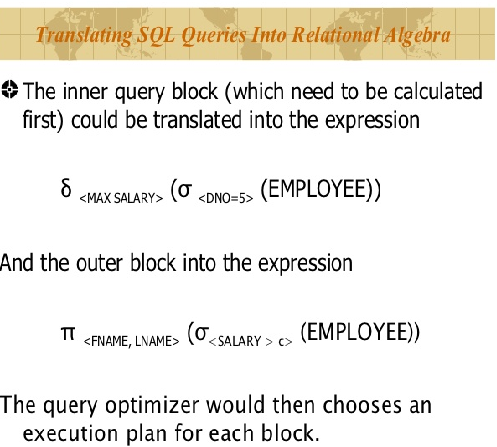 Translating SQL Queries Into Relational Algebra
The inner query block (which need to be calculated
first) could be translated into the expression
δ <MAX SALARY> (σ <DNO=5> (EMPLOYEE))
And the outer block into the expression
π <FNAME, LNAME> (σ<SALARY > c> (EMPLOYEE))
The query optimizer would then chooses an
execution plan for each block.